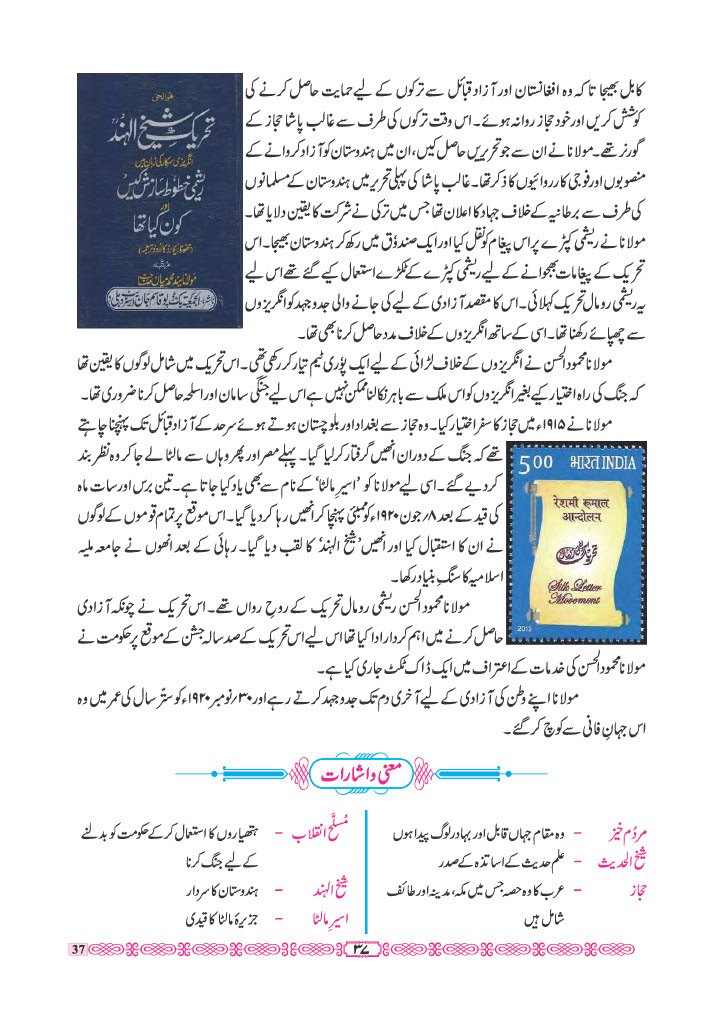 کابل بھیجا تاکہ وہ افغانستان اور آزاد قبائل سے ترکوں کے لیے حمایت حاصل کرنے کی
کوشش کریں اور خود حجاز روانہ ہوئے۔ اس وقت ترکوں کی طرف سے غالب پاشا حجاز کے
گورنر تھے۔ مولانا نے ان سے جو تحریریں حاصل کیں، ان میں ہندوستان کو آزاد کروانے کے
منصوبوں اور فوجی کارروائیوں کا ذکر تھا۔ غالب پاشا کی پہلی تحریر میں ہندوستان کے مسلمانوں
کی طرف سے برطانیہ کے خلاف جہاد کا اعلان تھا جس میں ترکی نے شرکت کا یقین دلایا تھا۔
مولانا نے ریشمی کپڑے پر اس پیغام کو نقل کیا اور ایک صندوٗق میں رکھ کر ہندوستان بھیجا۔ اس
تحریک کے پیغامات بھجوانے کے لیے ریشمی کپڑے کے ٹکڑے استعمال کیے گئے تھے اس لیے
یہ ریشمی رومال تحریک کہلائی۔ اس کا مقصد آزادی کے لیے کی جانے والی جدوجہد کو انگریزوں
سے چھپائے رکھنا تھا۔ اسی کے ساتھ انگریزوں کے خلاف مدد حاصل کرنا بھی تھا۔
تحریک شیخ الہند
انگریزی سرکار کی زبان میں
ریشمی خطوط سازش کیس
اور
کون کیا تھا
مولانا سید محمد میاں
مولانا محمودالحسن نے انگریزوں کے خلاف لڑائی کے لیے ایک پوٗری ٹیم تیار کر رکھی تھی۔ اس تحریک میں شامل لوگوں کا یقین تھا
کہ جنگ کی راہ اختیار کیے بغیر انگریزوں کو اس ملک سے باہر نکالنا ممکن نہیں ہے اس لیے جنگی سامان اور اسلحہ حاصل کرنا ضروری تھا۔
مولانا نے ۱۹۱۵ء میں حجاز کا سفر اختیار کیا۔ وہ حجاز سے بغداد اور بلوچستان ہوتے ہوئے سرحد کے آزاد قبائل تک پہنچنا چاہتے
تھے کہ جنگ کے دوران انھیں گرفتار کر لیا گیا۔ پہلے مصر اور پھر وہاں سے مالٹا لے جا کر وہ نظر بند
کر دیے گئے۔ اسی لیے مولانا کو ’اسیرِ مالٹا‘ کے نام سے بھی یاد کیا جاتا ہے۔ تین برس اور سات ماہ
کی قید کے بعد ۸؍جون ۱۹۲۰ء کو ممبئی پہنچا کر انھیں رہا کر دیا گیا۔ اس موقع پر تمام قوموں کے لوگوں
نے ان کا استقبال کیا اور انھیں ’شیخ الہند‘ کا لقب دیا گیا۔ رہائی کے بعد انھوں نے جامعہ ملیہ
اسلامیہ کا سنگِ بنیاد رکھا۔
5.00 भारत INDIA
रेशमी रूमाल
आन्दोलन
Silk Letter
Movement
2013
مولانا محمودالحسن ریشمی رومال تحریک کے روحِ رواں تھے۔ اس تحریک نے چونکہ آزادی
حاصل کرنے میں اہم کردار ادا کیا تھا اس لیے اس تحریک کے صد سالہ جشن کے موقع پر حکومت نے
مولانا محمودالحسن کی خدمات کے اعتراف میں ایک ڈاک ٹکٹ جاری کیا ہے۔
مولانا اپنے وطن کی آزادی کے لیے آخری دم تک جدوجہد کرتے رہے اور ۳۰؍نومبر ۱۹۲۰ء کو ستّر سال کی عمر میں وہ
اس جہانِ فانی سے کوچ کر گئے۔
معنی و اشارات
مردُم خیز – وہ مقام جہاں قابل اور بہادر لوگ پیدا ہوں
شیخ الحدیث – علمِ حدیث کے اساتذہ کے صدر
حجاز – عرب کا وہ حصہ جس میں مکہ، مدینہ اور طائف
شامل ہیں
مُسلَّح انقلاب – ہتھیاروں کا استعمال کر کے حکومت کو بدلنے
کے لیے جنگ کرنا
شیخ الہند – ہندوستان کا سردار
اسیرِ مالٹا – جزیرۂ مالٹا کا قیدی
۳۷
37